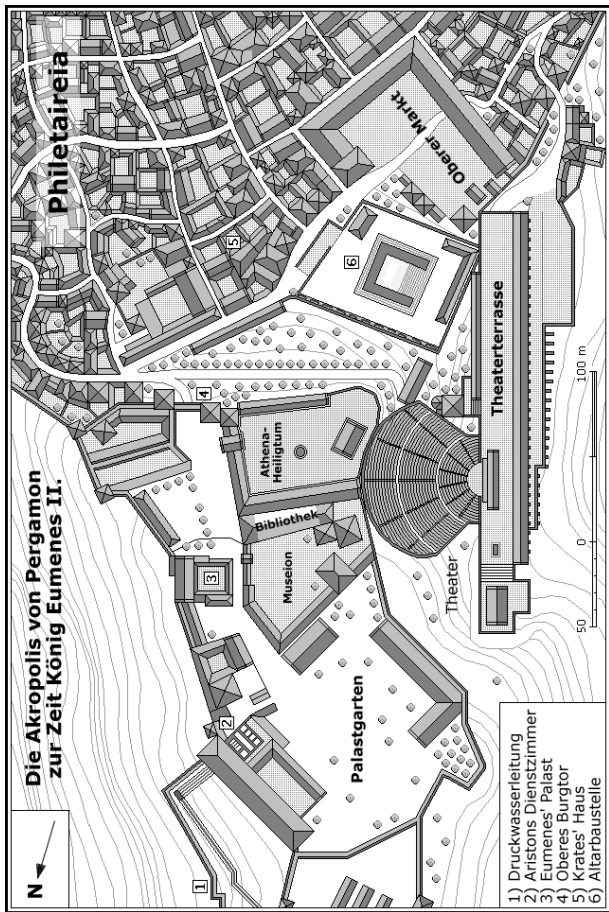 Die Akropolis von Pergamon
zur Zeit König Eumenes II.
N
Philetaireia
Oberer Markt
5
6
4
Athena-
Heiligtum
Bibliothek
Museion
3
2
1
Theaterterrasse
Theater
Palastgarten
50
0
100 m
1) Druckwasserleitung
2) Aristons Dienstzimmer
3) Eumenes' Palast
4) Oberes Burgtor
5) Krates' Haus
6) Altarbaustelle